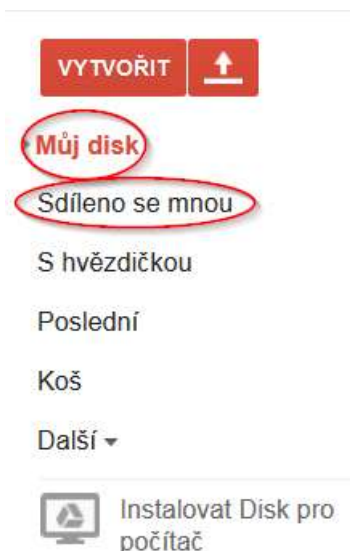 VYTVOŘIT
Můj disk
Sdíleno se mnou
S hvězdičkou
Poslední
Koš
Další
Instalovat Disk pro
počítač